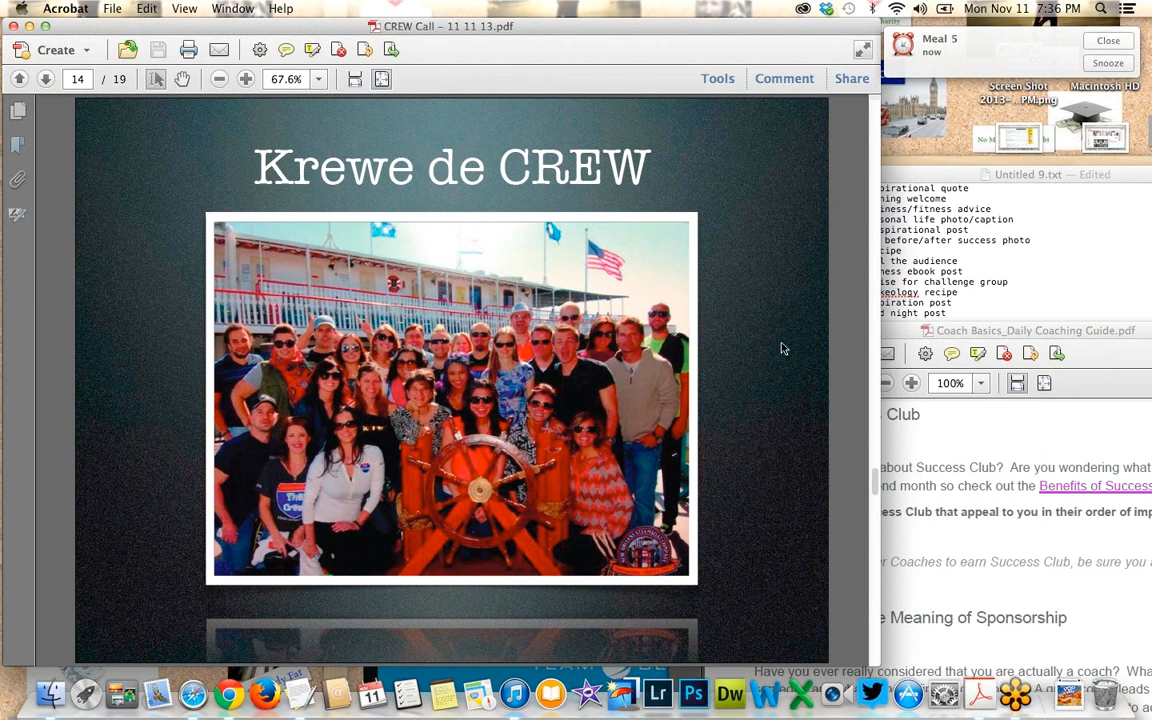 Acrobat File Edit View Window Help
Mon Nov 11 7:36 PM
CREW Call – 11 11 13.pdf
Create
14 / 19
67.6%
Tools Comment Share
Krewe de CREW
Meal 5
now
Close
Snooze
Screen Shot
2013-...PM.png
Macintosh HD
Untitled 9.txt — Edited
pirational quote
ning welcome
iness/fitness advice
sonal life photo/caption
spirational post
before/after success photo
cipe
l the audience
ness ebook post
ise for challenge group
keology recipe
piration post
d night post
Coach Basics_Daily Coaching Guide.pdf
100%
s Club
about Success Club? Are you wondering what
nd month so check out the Benefits of Success
ess Club that appeal to you in their order of imp
ur Coaches to earn Success Club, be sure you a
e Meaning of Sponsorship
Have you ever really considered that you are actually a coach? Wha
11
Lr
Ps
Dw